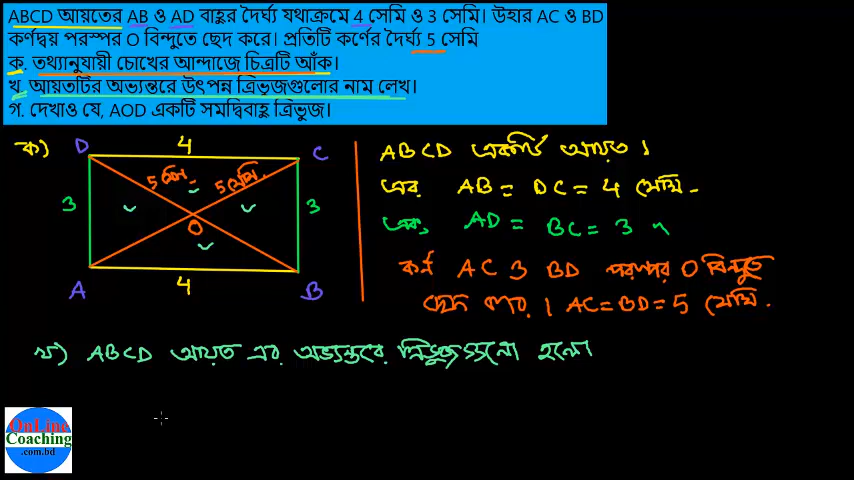 ABCD আয়তের AB ও AD বাহুর দৈর্ঘ্য যথাক্রমে 4 সেমি ও 3 সেমি। উহার AC ও BD
কর্ণদ্বয় পরস্পর O বিন্দুতে ছেদ করে। প্রতিটি কর্ণের দৈর্ঘ্য 5 সেমি
ক. তথ্যানুযায়ী চোখের আন্দাজে চিত্রটি আঁক।
খ. আয়তটির অভ্যন্তরে উৎপন্ন ত্রিভুজগুলোর নাম লেখ।
গ. দেখাও যে, AOD একটি সমদ্বিবাহু ত্রিভুজ।
ক)
D 4 C
5 সেমি 5 সেমি
3 3
O
A 4 B
ABCD একটি আয়ত।
এর AB = DC = 4 সেমি
এবং AD = BC = 3 "
কর্ণ AC ও BD পরস্পর O বিন্দুতে
ছেদ করে। AC=BD=5 সেমি.
খ) ABCD আয়ত এর অভ্যন্তরে ত্রিভুজগুলো হলো
OnLine
Coaching
.com.bd